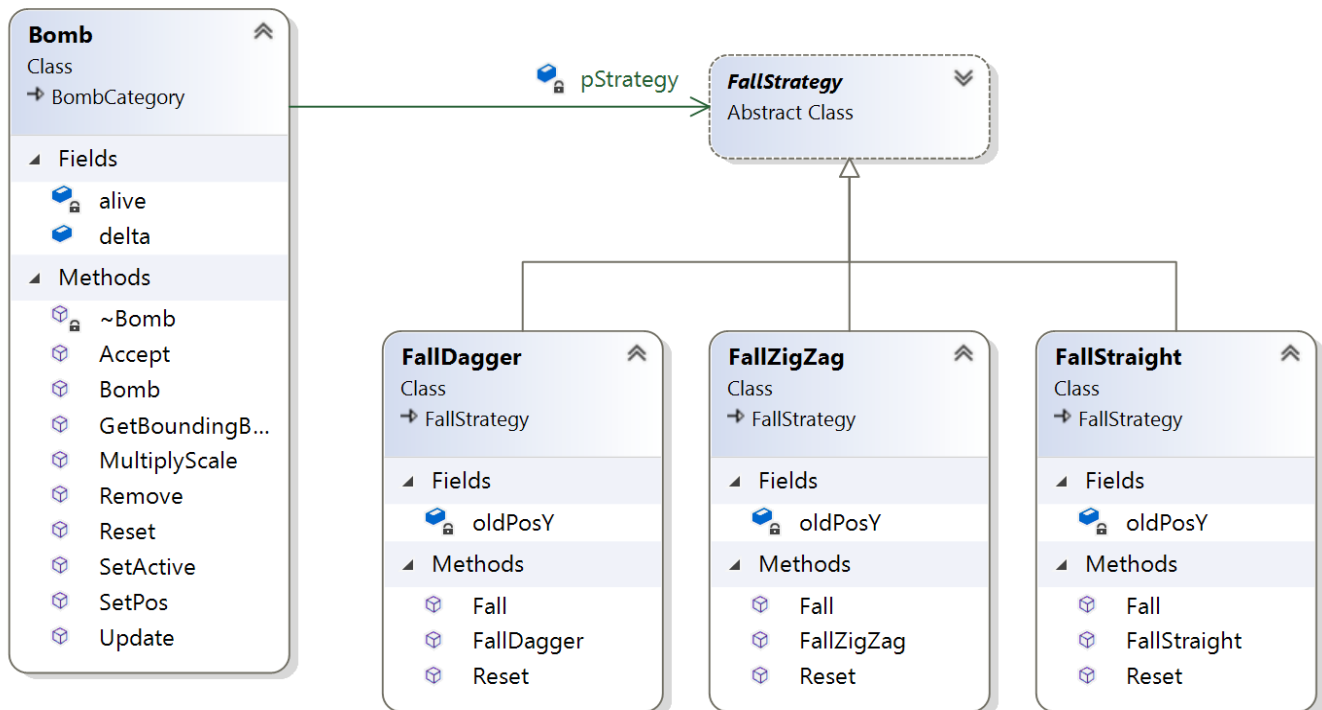 Bomb
Class
BombCategory
Fields
alive
delta
Methods
~Bomb
Accept
Bomb
GetBoundingB...
MultiplyScale
Remove
Reset
SetActive
SetPos
Update
pStrategy
FallStrategy
Abstract Class
FallDagger
Class
FallStrategy
Fields
oldPosY
Methods
Fall
FallDagger
Reset
FallZigZag
Class
FallStrategy
Fields
oldPosY
Methods
Fall
FallZigZag
Reset
FallStraight
Class
FallStrategy
Fields
oldPosY
Methods
Fall
FallStraight
Reset